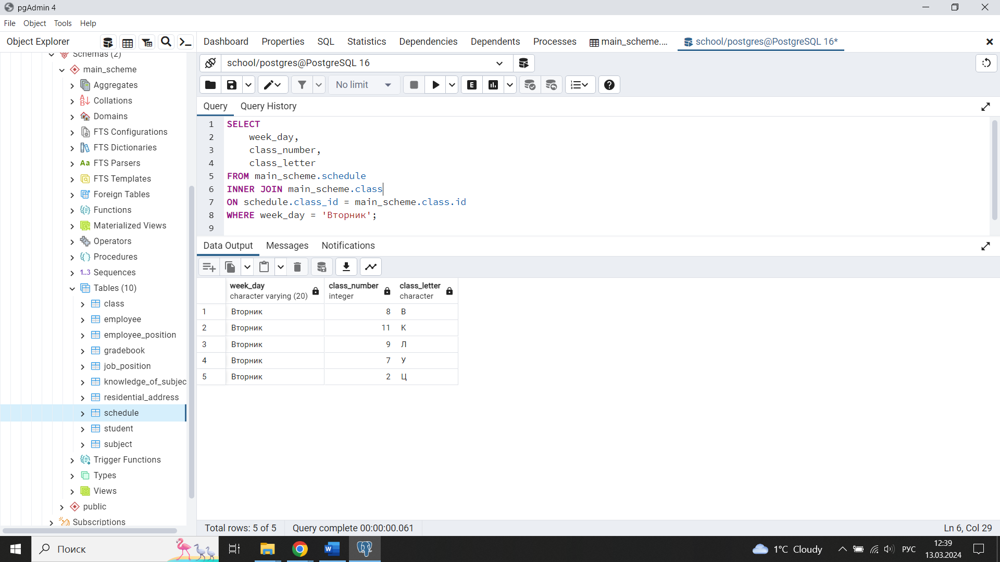 pgAdmin 4
File Object Tools Help
Object Explorer
Dashboard Properties SQL Statistics Dependencies Dependents Processes main_scheme.... school/postgres@PostgreSQL 16*
Schemas (2)
main_scheme
Aggregates
Collations
Domains
FTS Configurations
FTS Dictionaries
FTS Parsers
FTS Templates
Foreign Tables
Functions
Materialized Views
Operators
Procedures
1..3 Sequences
Tables (10)
class
employee
employee_position
gradebook
job_position
knowledge_of_subjec
residential_address
schedule
student
subject
Trigger Functions
Types
Views
public
Subscriptions
school/postgres@PostgreSQL 16
No limit
Query Query History
1 SELECT
2 week_day,
3 class_number,
4 class_letter
5 FROM main_scheme.schedule
6 INNER JOIN main_scheme.class
7 ON schedule.class_id = main_scheme.class.id
8 WHERE week_day = 'Вторник';
9
Data Output Messages Notifications
week_day class_number class_letter
character varying (20) integer character
1 Вторник 8 В
2 Вторник 11 К
3 Вторник 9 Л
4 Вторник 7 У
5 Вторник 2 Ц
Total rows: 5 of 5 Query complete 00:00:00.061 Ln 6, Col 29
Поиск
1°C Cloudy РУС 12:39
13.03.2024